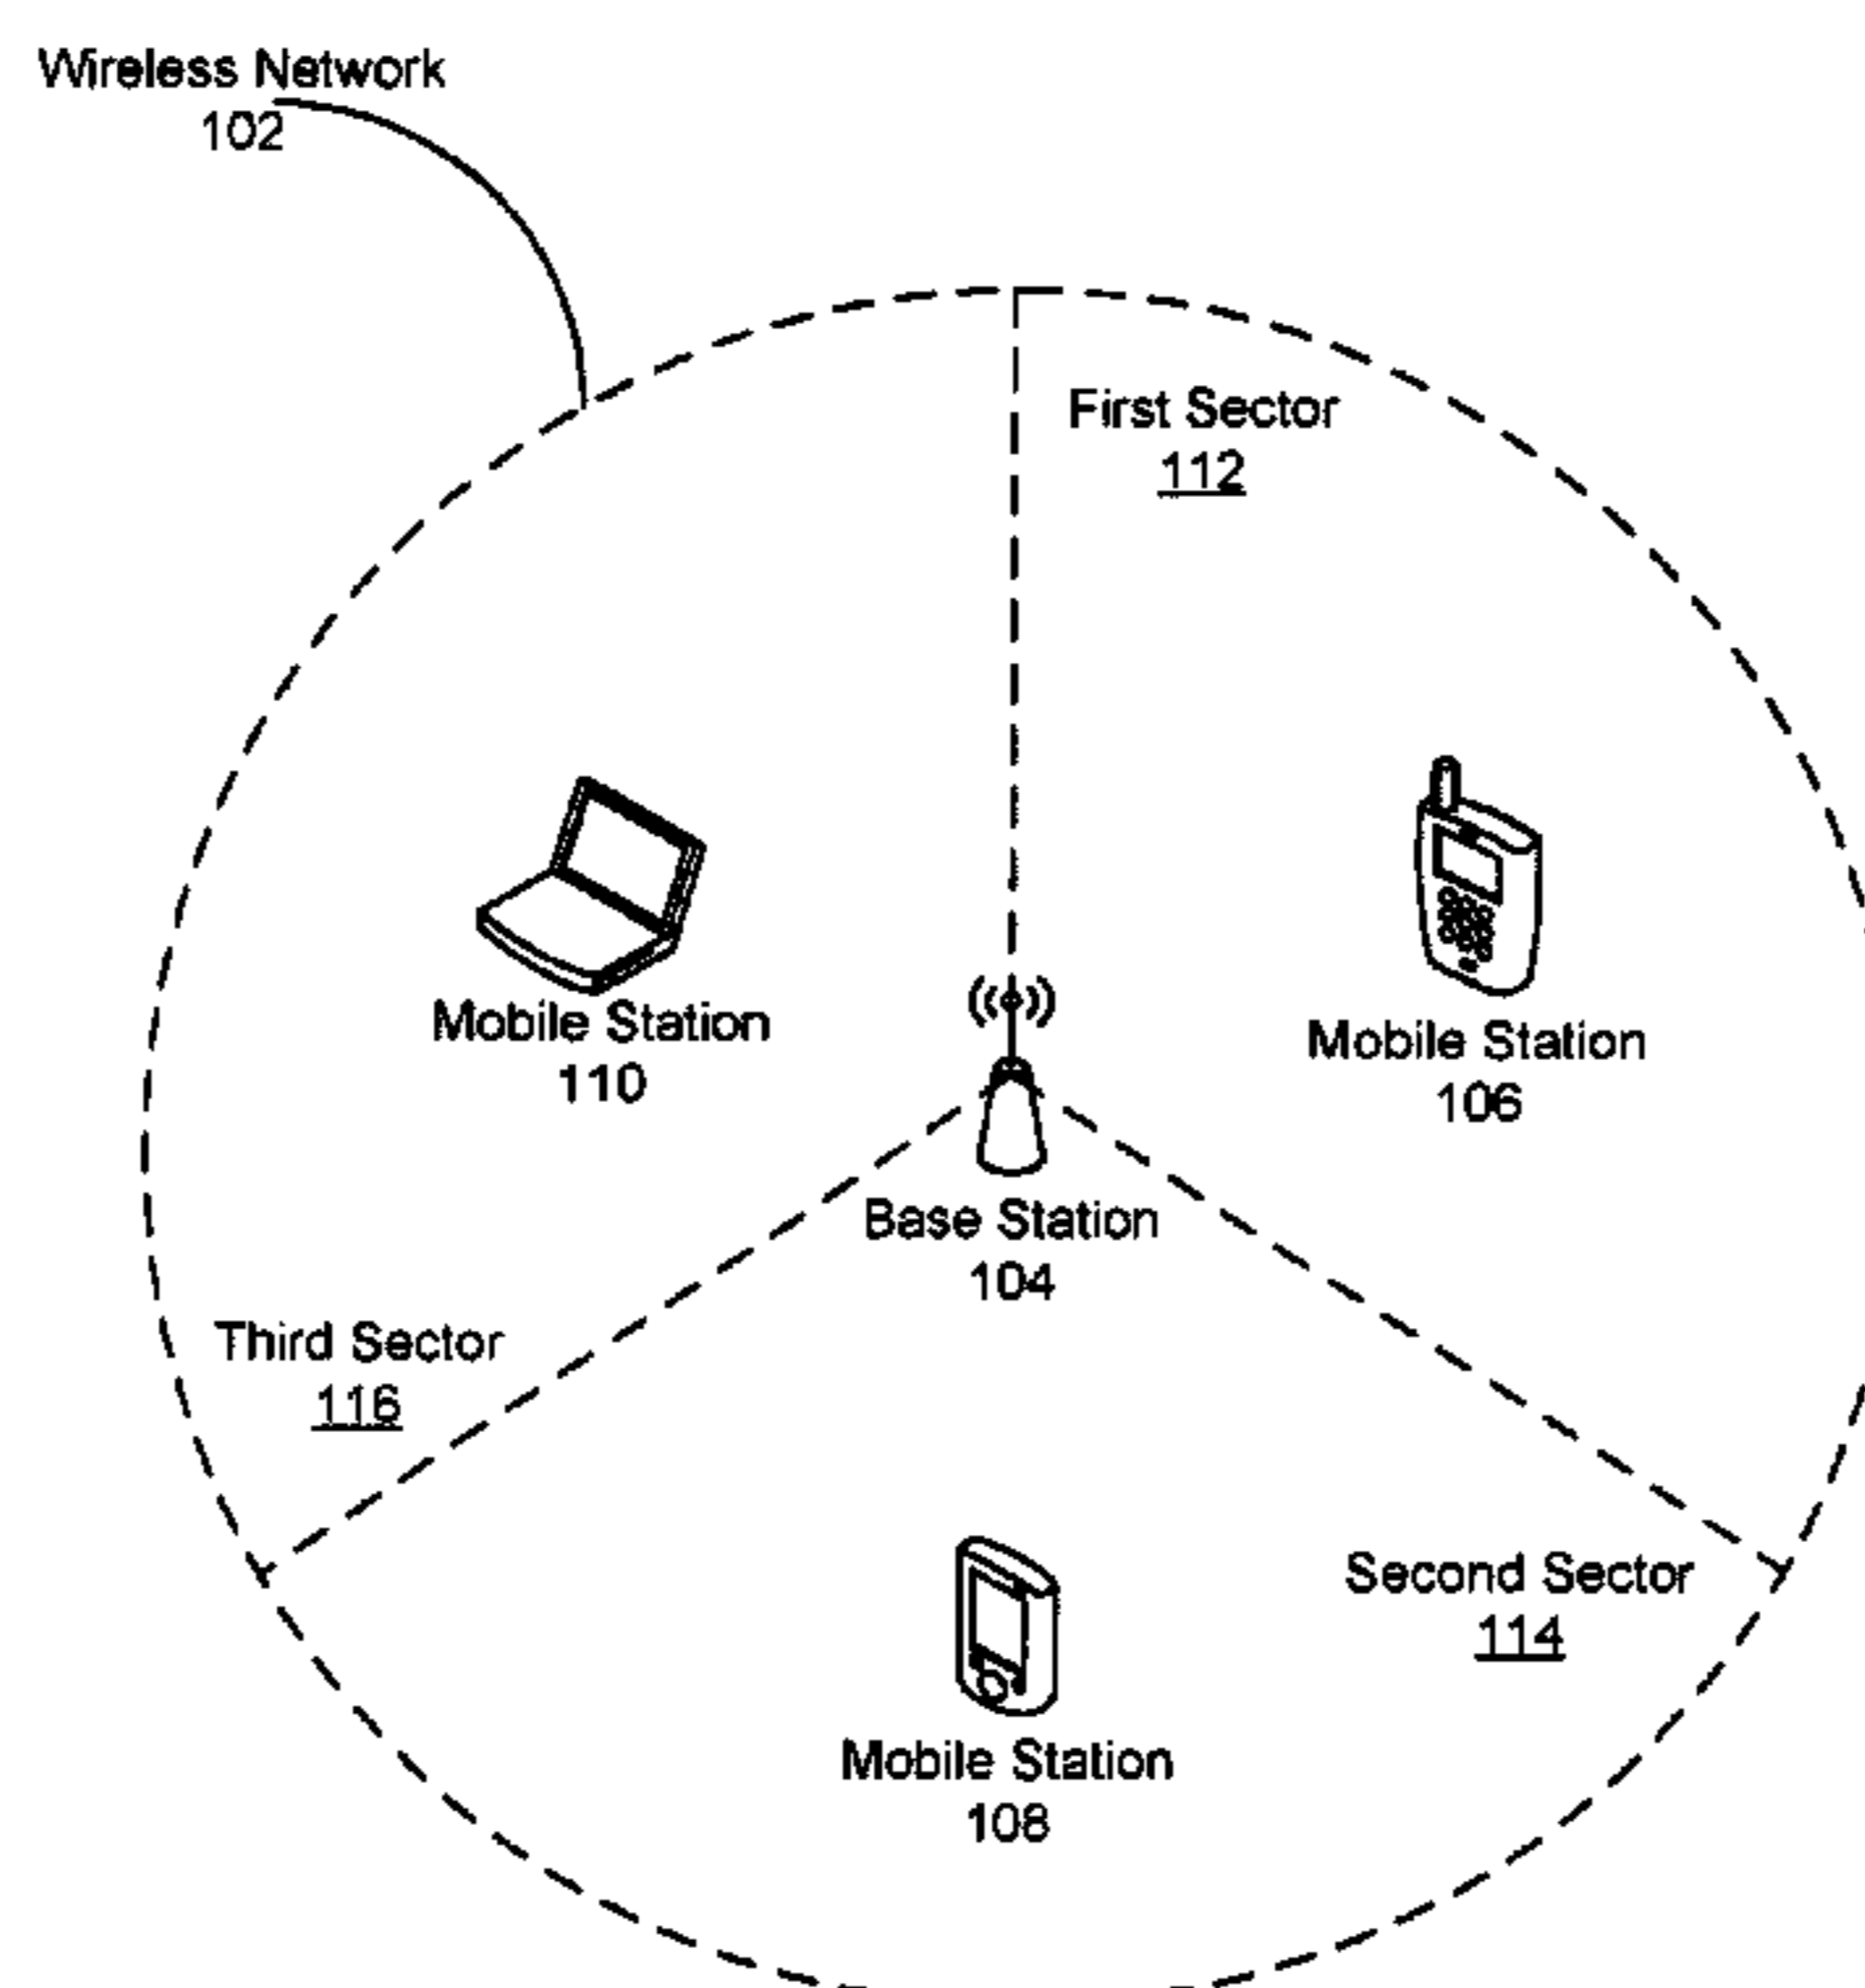 Wireless Network
102
First Sector
112
Mobile Station
110
Mobile Station
106
Base Station
104
Third Sector
116
Second Sector
114
Mobile Station
108